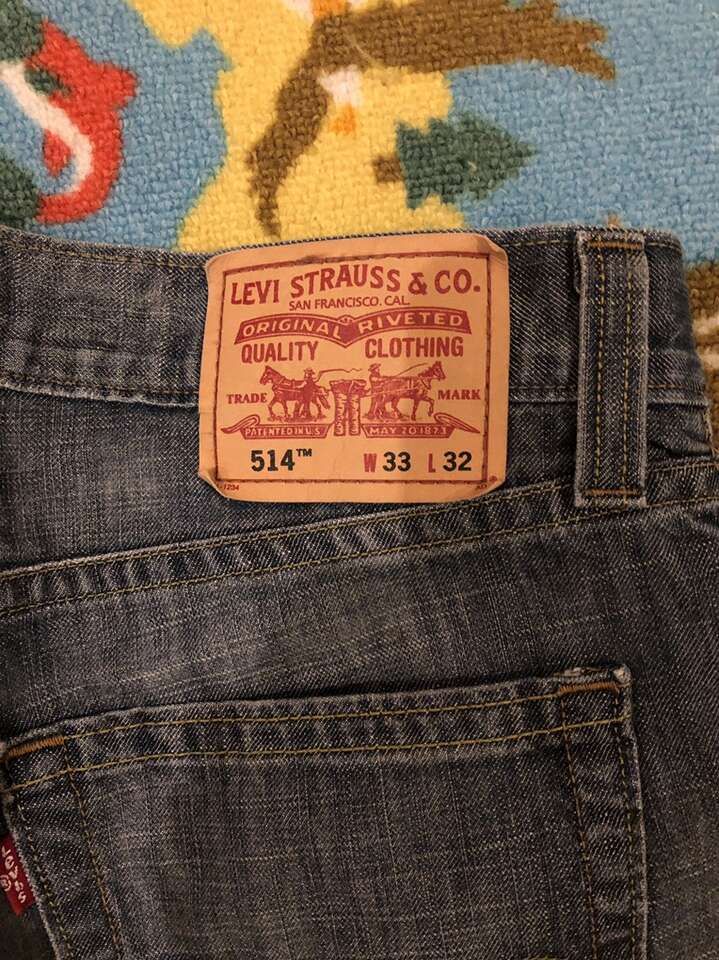 LEVI STRAUSS & CO.
SAN FRANCISCO. CAL
ORIGINAL RIVETED
QUALITY CLOTHING
TRADE MARK
PATENTED IN U.S. MAY 20 1873
514™ W 33 L 32
Levi's